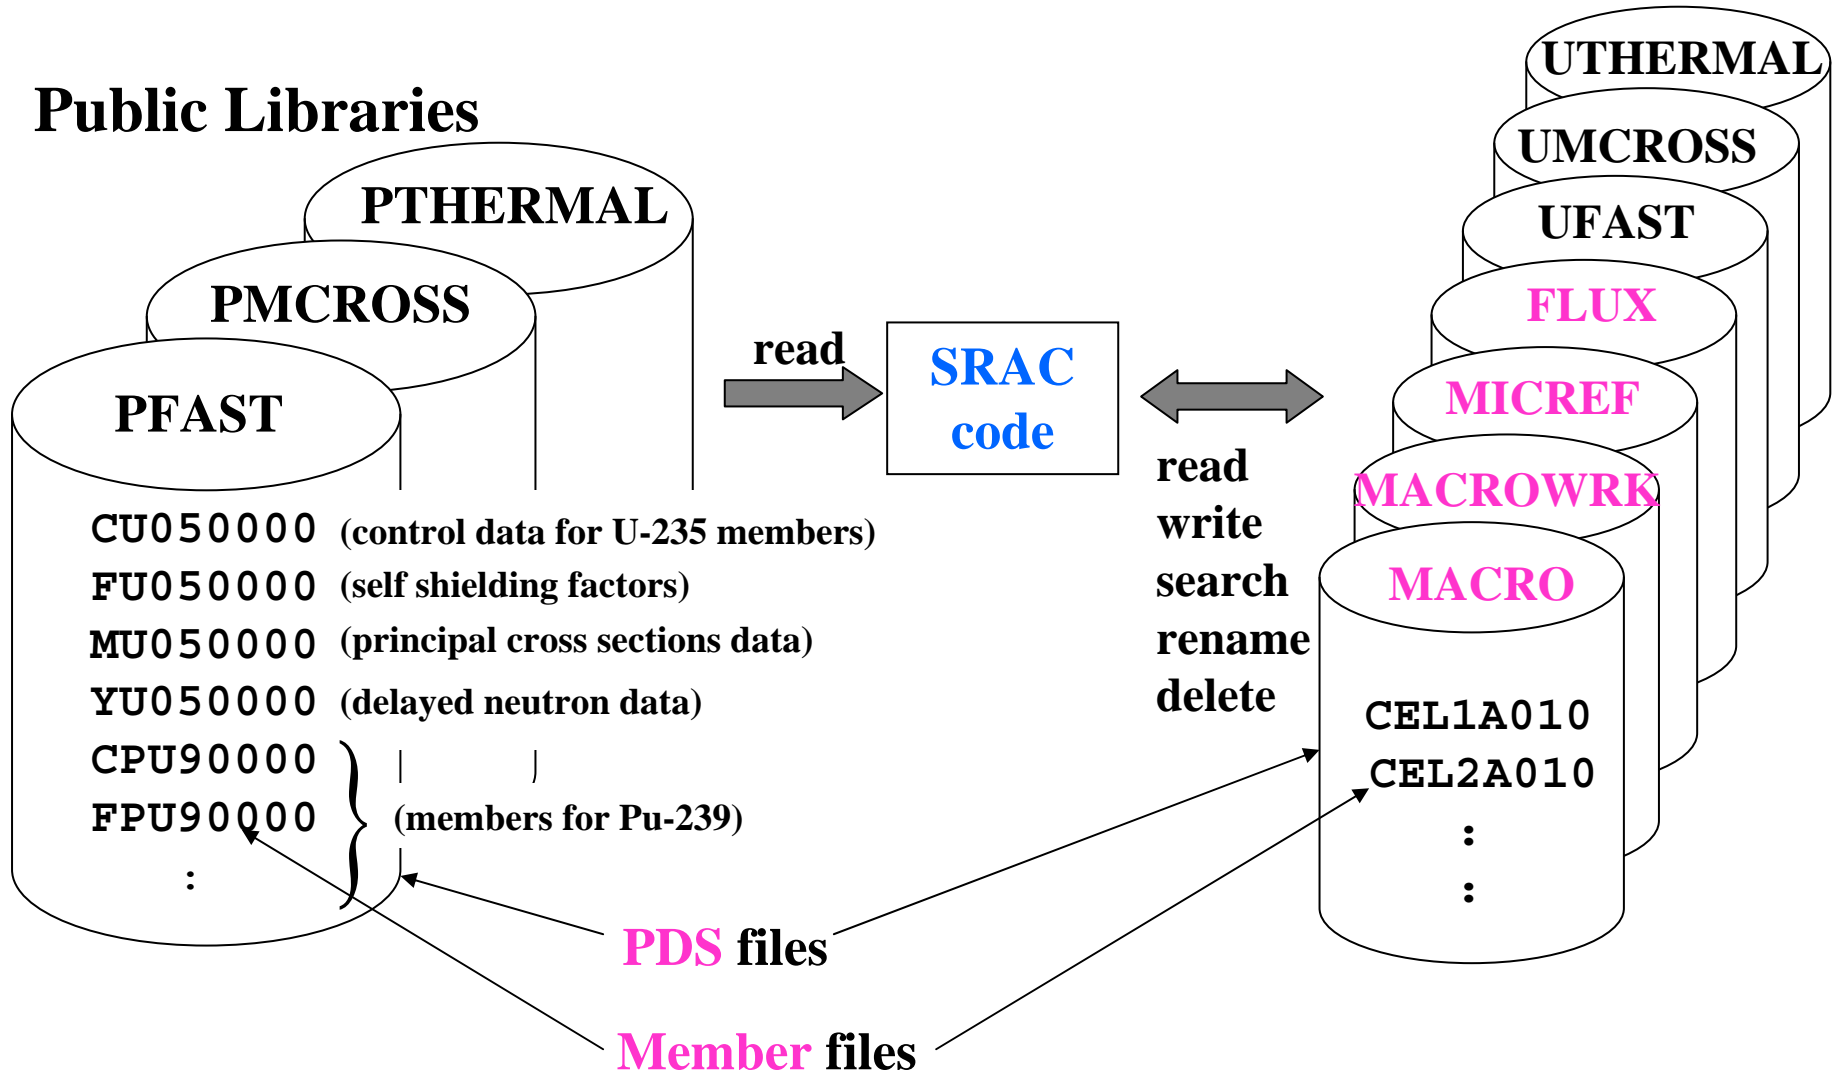 Public Libraries
PTHERMAL
PMCROSS
PFAST
CU050000 (control data for U-235 members)
FU050000 (self shielding factors)
MU050000 (principal cross sections data)
YU050000 (delayed neutron data)
CPU90000
FPU90000 (members for Pu-239)
:
read
SRAC
code
read
write
search
rename
delete
UTHERMAL
UMCROSS
UFAST
FLUX
MICREF
MACROWRK
MACRO
CEL1A010
CEL2A010
:
:
PDS files
Member files